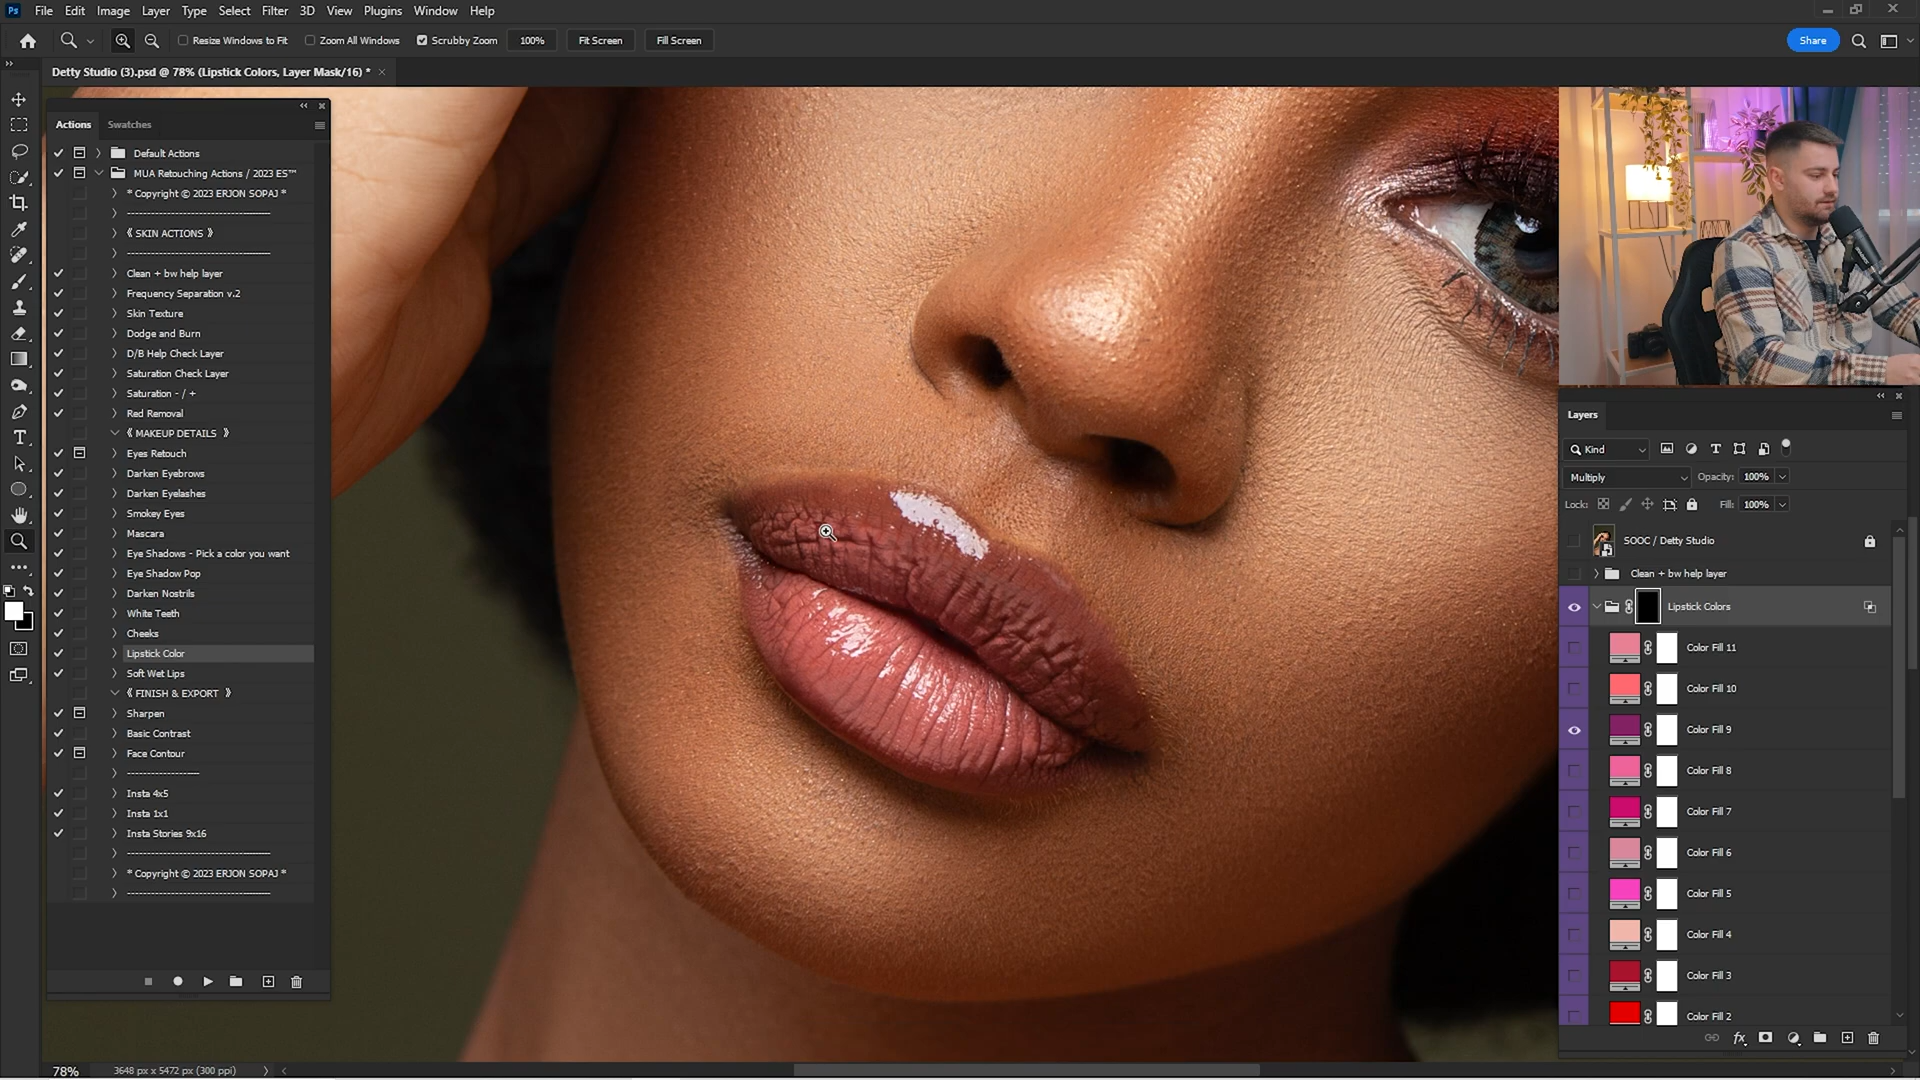 Ps File Edit Image Layer Type Select Filter 3D View Plugins Window Help
Resize Windows to Fit Zoom All Windows Scrubby Zoom 100% Fit Screen Fill Screen Share
Detty Studio (3).psd @ 78% (Lipstick Colors, Layer Mask/16) *
Actions Swatches
Default Actions
MUA Retouching Actions / 2023 ES™
* Copyright © 2023 ERJON SOPAJ *
-----------------------------------
《 SKIN ACTIONS 》
-----------------------------------
Clean + bw help layer
Frequency Separation v.2
Skin Texture
Dodge and Burn
D/B Help Check Layer
Saturation Check Layer
Saturation - / +
Red Removal
《 MAKEUP DETAILS 》
Eyes Retouch
Darken Eyebrows
Darken Eyelashes
Smokey Eyes
Mascara
Eye Shadows - Pick a color you want
Eye Shadow Pop
Darken Nostrils
White Teeth
Cheeks
Lipstick Color
Soft Wet Lips
《 FINISH & EXPORT 》
Sharpen
Basic Contrast
Face Contour
------------------
Insta 4x5
Insta 1x1
Insta Stories 9x16
-----------------------------------
* Copyright © 2023 ERJON SOPAJ *
-----------------------------------
Layers
Kind
Multiply Opacity: 100%
Lock: Fill: 100%
SOOC / Detty Studio
Clean + bw help layer
Lipstick Colors
Color Fill 11
Color Fill 10
Color Fill 9
Color Fill 8
Color Fill 7
Color Fill 6
Color Fill 5
Color Fill 4
Color Fill 3
Color Fill 2
78% 3648 px x 5472 px (300 ppi)